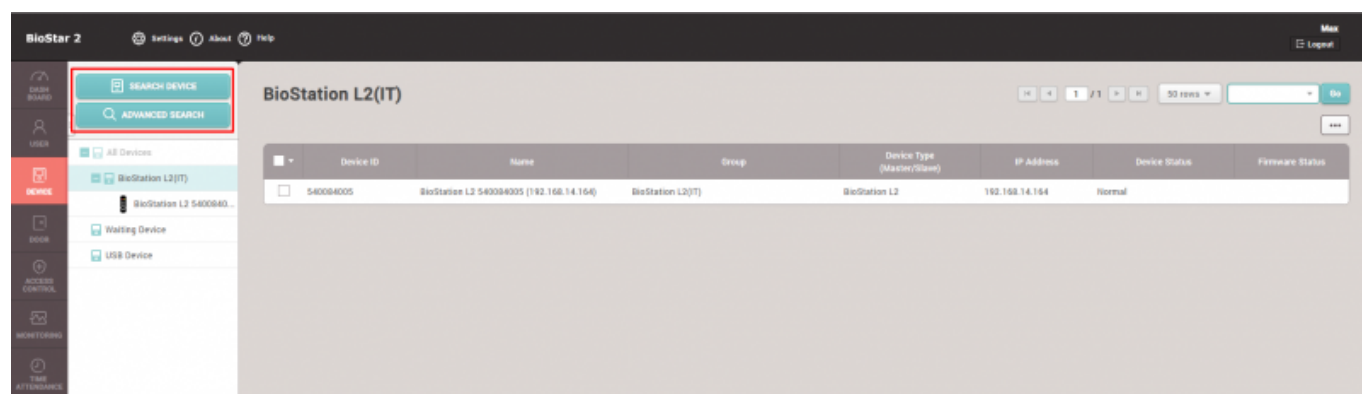 BioStar 2 Settings About Help
Max
Logout
DASH
BOARD
USER
DEVICE
DOOR
ACCESS
CONTROL
MONITORING
TIME
ATTENDANCE
SEARCH DEVICE
ADVANCED SEARCH
All Devices
BioStation L2(IT)
BioStation L2 5400840...
Waiting Device
USB Device
BioStation L2(IT)
1 / 1 50 rows Go
...
Device ID Name Group Device Type (Master/Slave) IP Address Device Status Firmware Status
540084005 BioStation L2 540084005 (192.168.14.164) BioStation L2(IT) BioStation L2 192.168.14.164 Normal